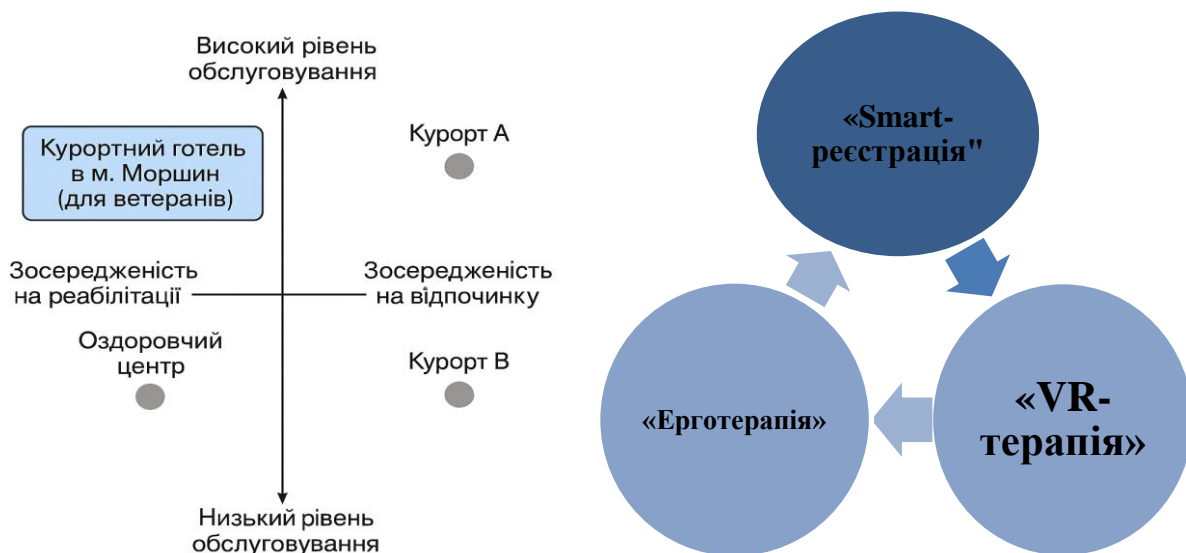 Високий рівень
обслуговування
Курортний готель
в м. Моршин
(для ветеранів)
Курорт А
Зосередженість
на реабілітації
Зосередженість
на відпочинку
Оздоровчий
центр
Курорт В
Низький рівень
обслуговування
«Smart-
реєстрація"
«VR-
терапія»
«Ерготерапія»